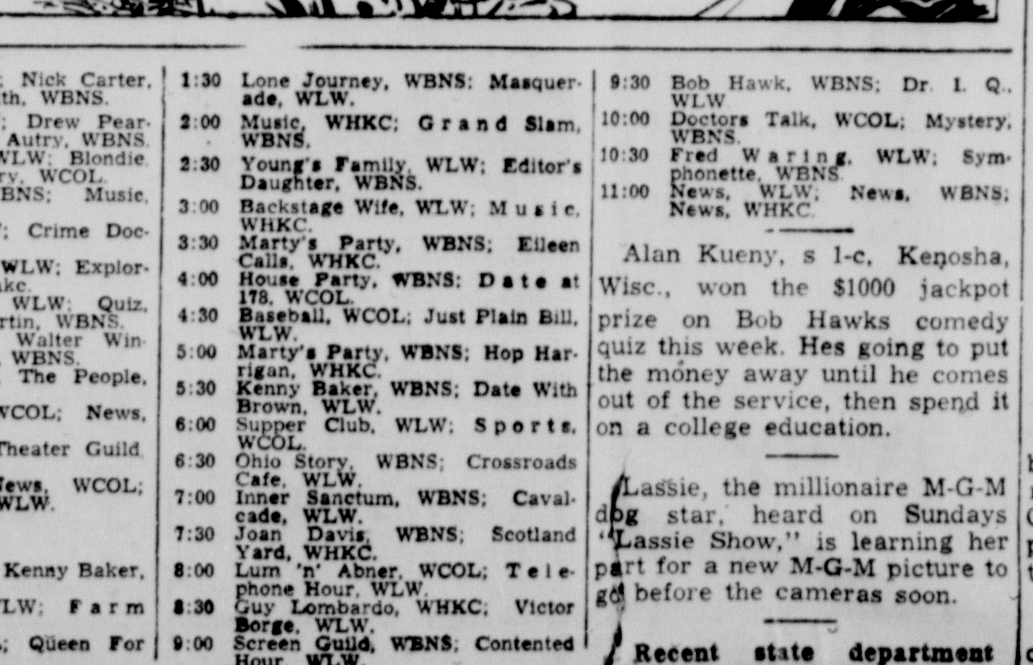 ; Nick Carter,
th, WBNS.
; Drew Pear-
Autry, WBNS.
WLW; Blondie,
WCOL.
BNS; Music,
; Crime Doc-
WLW; Explor-
WLW; Quiz,
rtin, WBNS.
Walter Win-
WBNS.
The People,
WCOL; News,
Theater Guild,
News, WCOL;
WLW.
Kenny Baker,
LW; Farm
; Queen For
1:30 Lone Journey, WBNS; Masquer-
ade, WLW.
2:00 Music, WHKC; Grand Slam,
WBNS.
2:30 Young's Family, WLW; Editor's
Daughter, WBNS.
3:00 Backstage Wife, WLW; Music,
WHKC.
3:30 Marty's Party, WBNS; Eileen
Calls, WHKC.
4:00 House Party, WBNS; Date at
178, WCOL.
4:30 Baseball, WCOL; Just Plain Bill,
WLW.
5:00 Marty's Party, WBNS; Hop Har-
rigan, WHKC.
5:30 Kenny Baker, WBNS; Date With
Brown, WLW.
6:00 Supper Club, WLW; Sports,
WCOL.
6:30 Ohio Story, WBNS; Crossroads
Cafe, WLW.
7:00 Inner Sanctum, WBNS; Caval-
cade, WLW.
7:30 Joan Davis, WBNS; Scotland
Yard, WHKC.
8:00 Lum 'n' Abner, WCOL; Tele-
phone Hour, WLW.
8:30 Guy Lombardo, WHKC; Victor
Borge, WLW.
9:00 Screen Guild, WBNS; Contented
Hour, WLW.
9:30 Bob Hawk, WBNS; Dr. I. Q.,
WLW
10:00 Doctors Talk, WCOL; Mystery,
WBNS.
10:30 Fred Waring, WLW; Sym-
phonette, WBNS
11:00 News, WLW; News, WBNS;
News, WHKC.
Alan Kueny, s 1-c, Kenosha,
Wisc., won the $1000 jackpot
prize on Bob Hawks comedy
quiz this week. Hes going to put
the money away until he comes
out of the service, then spend it
on a college education.
Lassie, the millionaire M-G-M
dog star, heard on Sundays
"Lassie Show," is learning her
part for a new M-G-M picture to
go before the cameras soon.
Recent state department